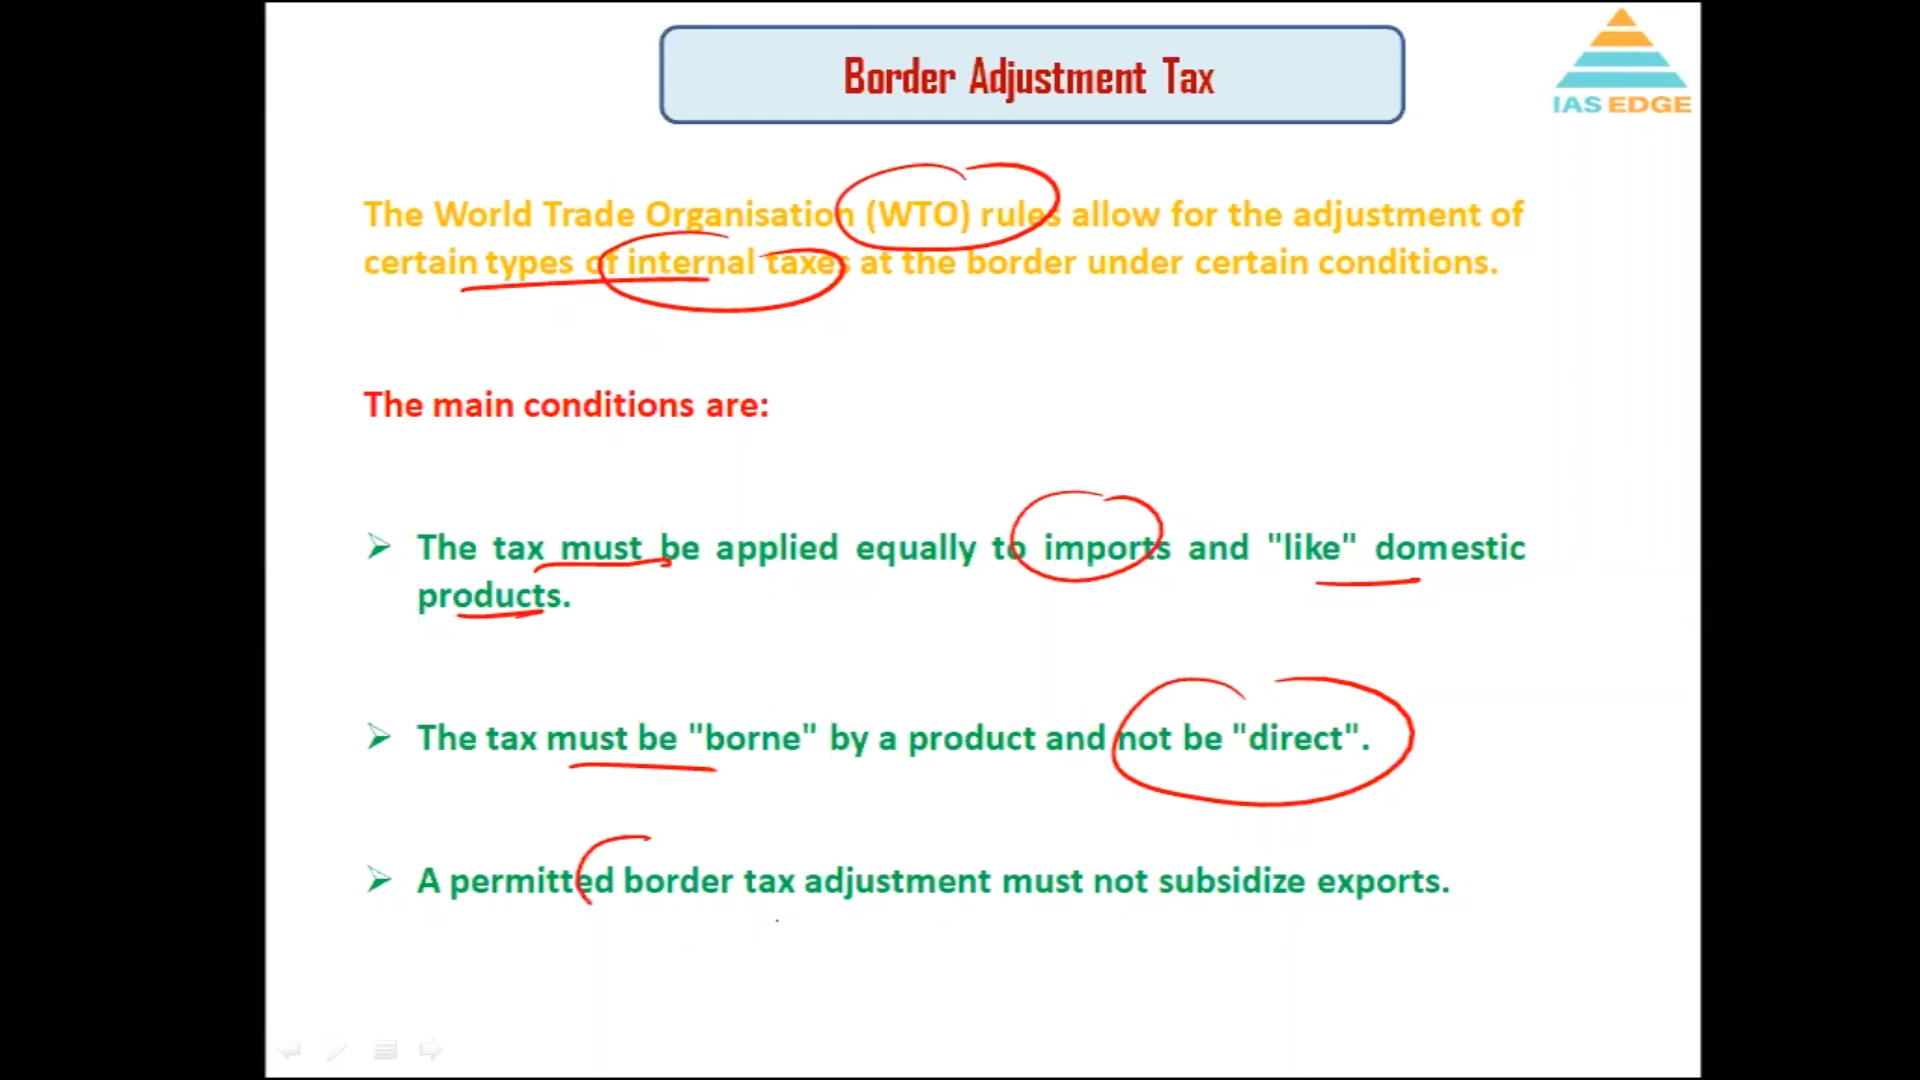 Border Adjustment Tax
IAS EDGE
The World Trade Organisation (WTO) rules allow for the adjustment of
certain types of internal taxes at the border under certain conditions.
The main conditions are:
The tax must be applied equally to imports and "like" domestic
products.
The tax must be "borne" by a product and not be "direct".
A permitted border tax adjustment must not subsidize exports.